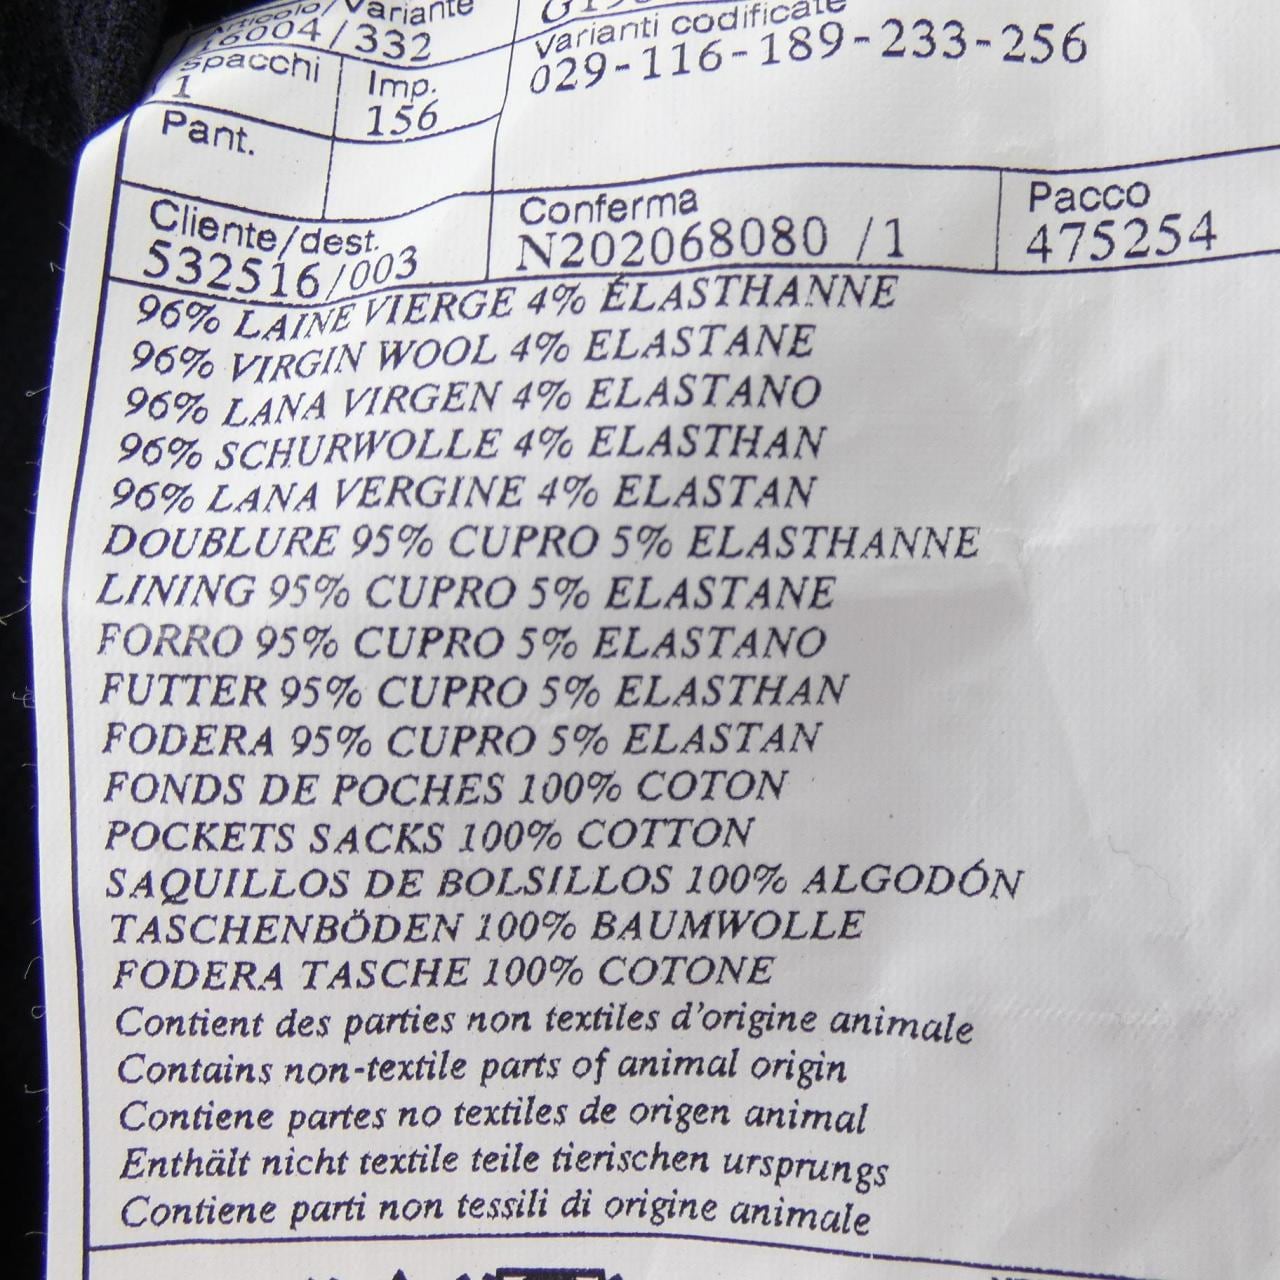 Articolo/Variante
16004/332
Varianti codificate
029-116-189-233-256
Spacchi
1
Imp.
156
Pant.
Cliente/dest.
532516/003
Conferma
N202068080 /1
Pacco
475254
96% LAINE VIERGE 4% ÉLASTHANNE
96% VIRGIN WOOL 4% ELASTANE
96% LANA VIRGEN 4% ELASTANO
96% SCHURWOLLE 4% ELASTHAN
96% LANA VERGINE 4% ELASTAN
DOUBLURE 95% CUPRO 5% ELASTHANNE
LINING 95% CUPRO 5% ELASTANE
FORRO 95% CUPRO 5% ELASTANO
FUTTER 95% CUPRO 5% ELASTHAN
FODERA 95% CUPRO 5% ELASTAN
FONDS DE POCHES 100% COTON
POCKETS SACKS 100% COTTON
SAQUILLOS DE BOLSILLOS 100% ALGODÓN
TASCHENBÖDEN 100% BAUMWOLLE
FODERA TASCHE 100% COTONE
Contient des parties non textiles d'origine animale
Contains non-textile parts of animal origin
Contiene partes no textiles de origen animal
Enthält nicht textile teile tierischen ursprungs
Contiene parti non tessili di origine animale